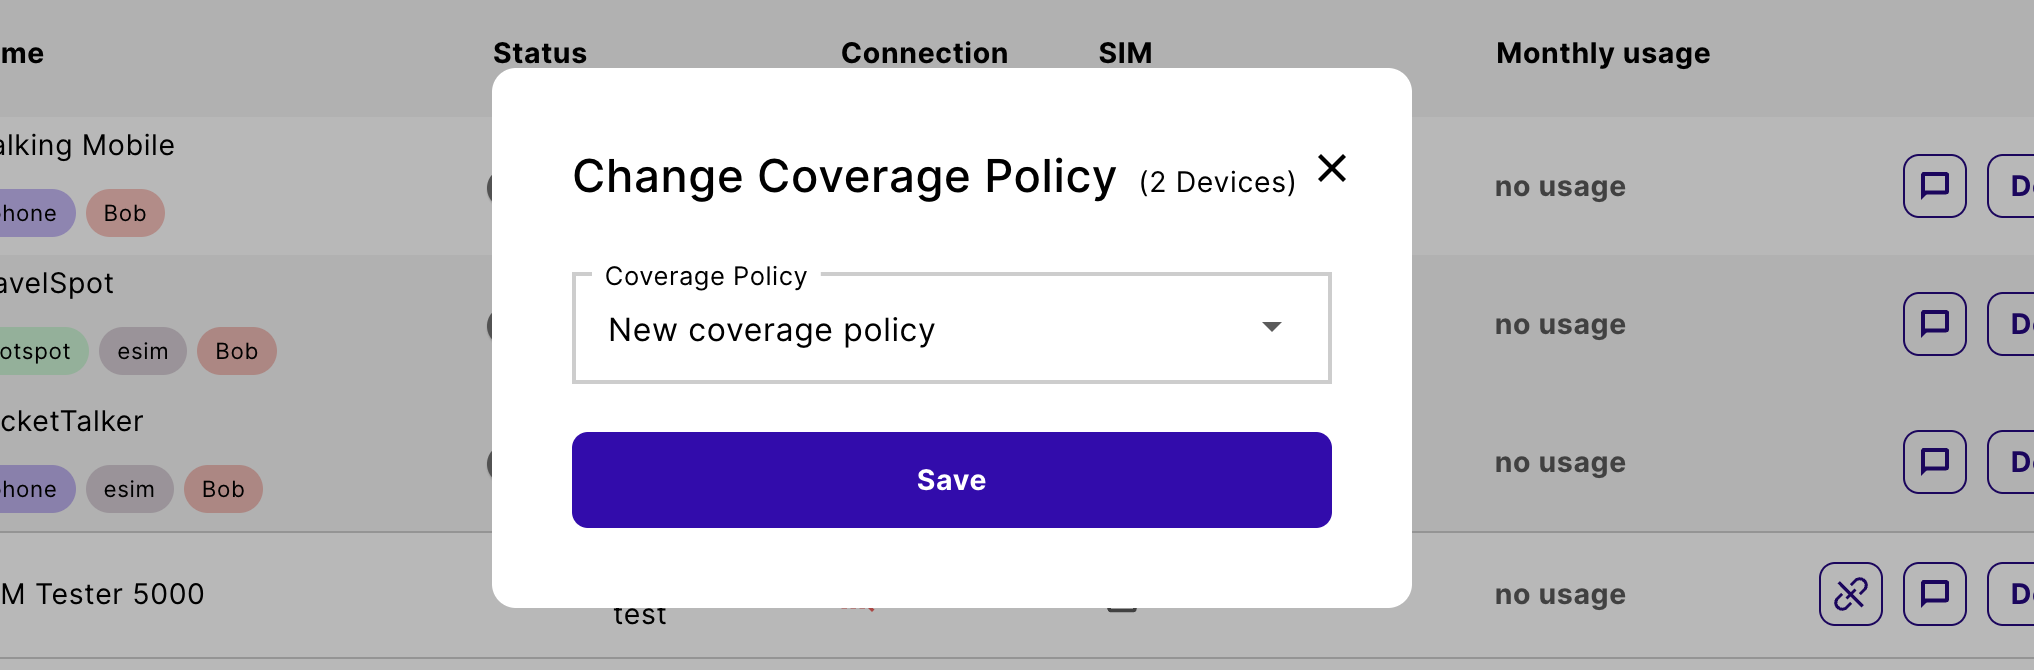 me Status Connection SIM Monthly usage
Change Coverage Policy (2 Devices)
alking Mobile
no usage
hone Bob
Coverage Policy
avelSpot
New coverage policy
no usage
otspot esim Bob
cketTalker
no usage
Save
hone esim Bob
M Tester 5000
no usage
test